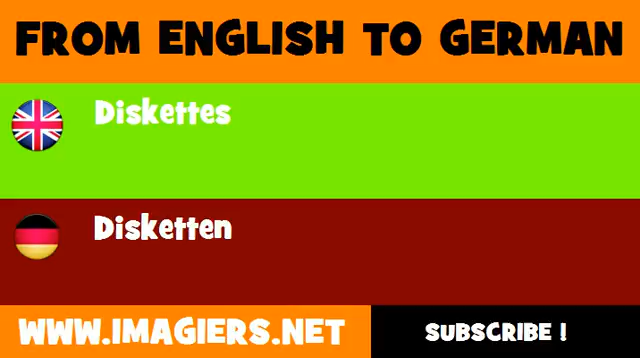 FROM ENGLISH TO GERMAN
Diskettes
Disketten
WWW.IMAGIERS.NET
SUBSCRIBE !